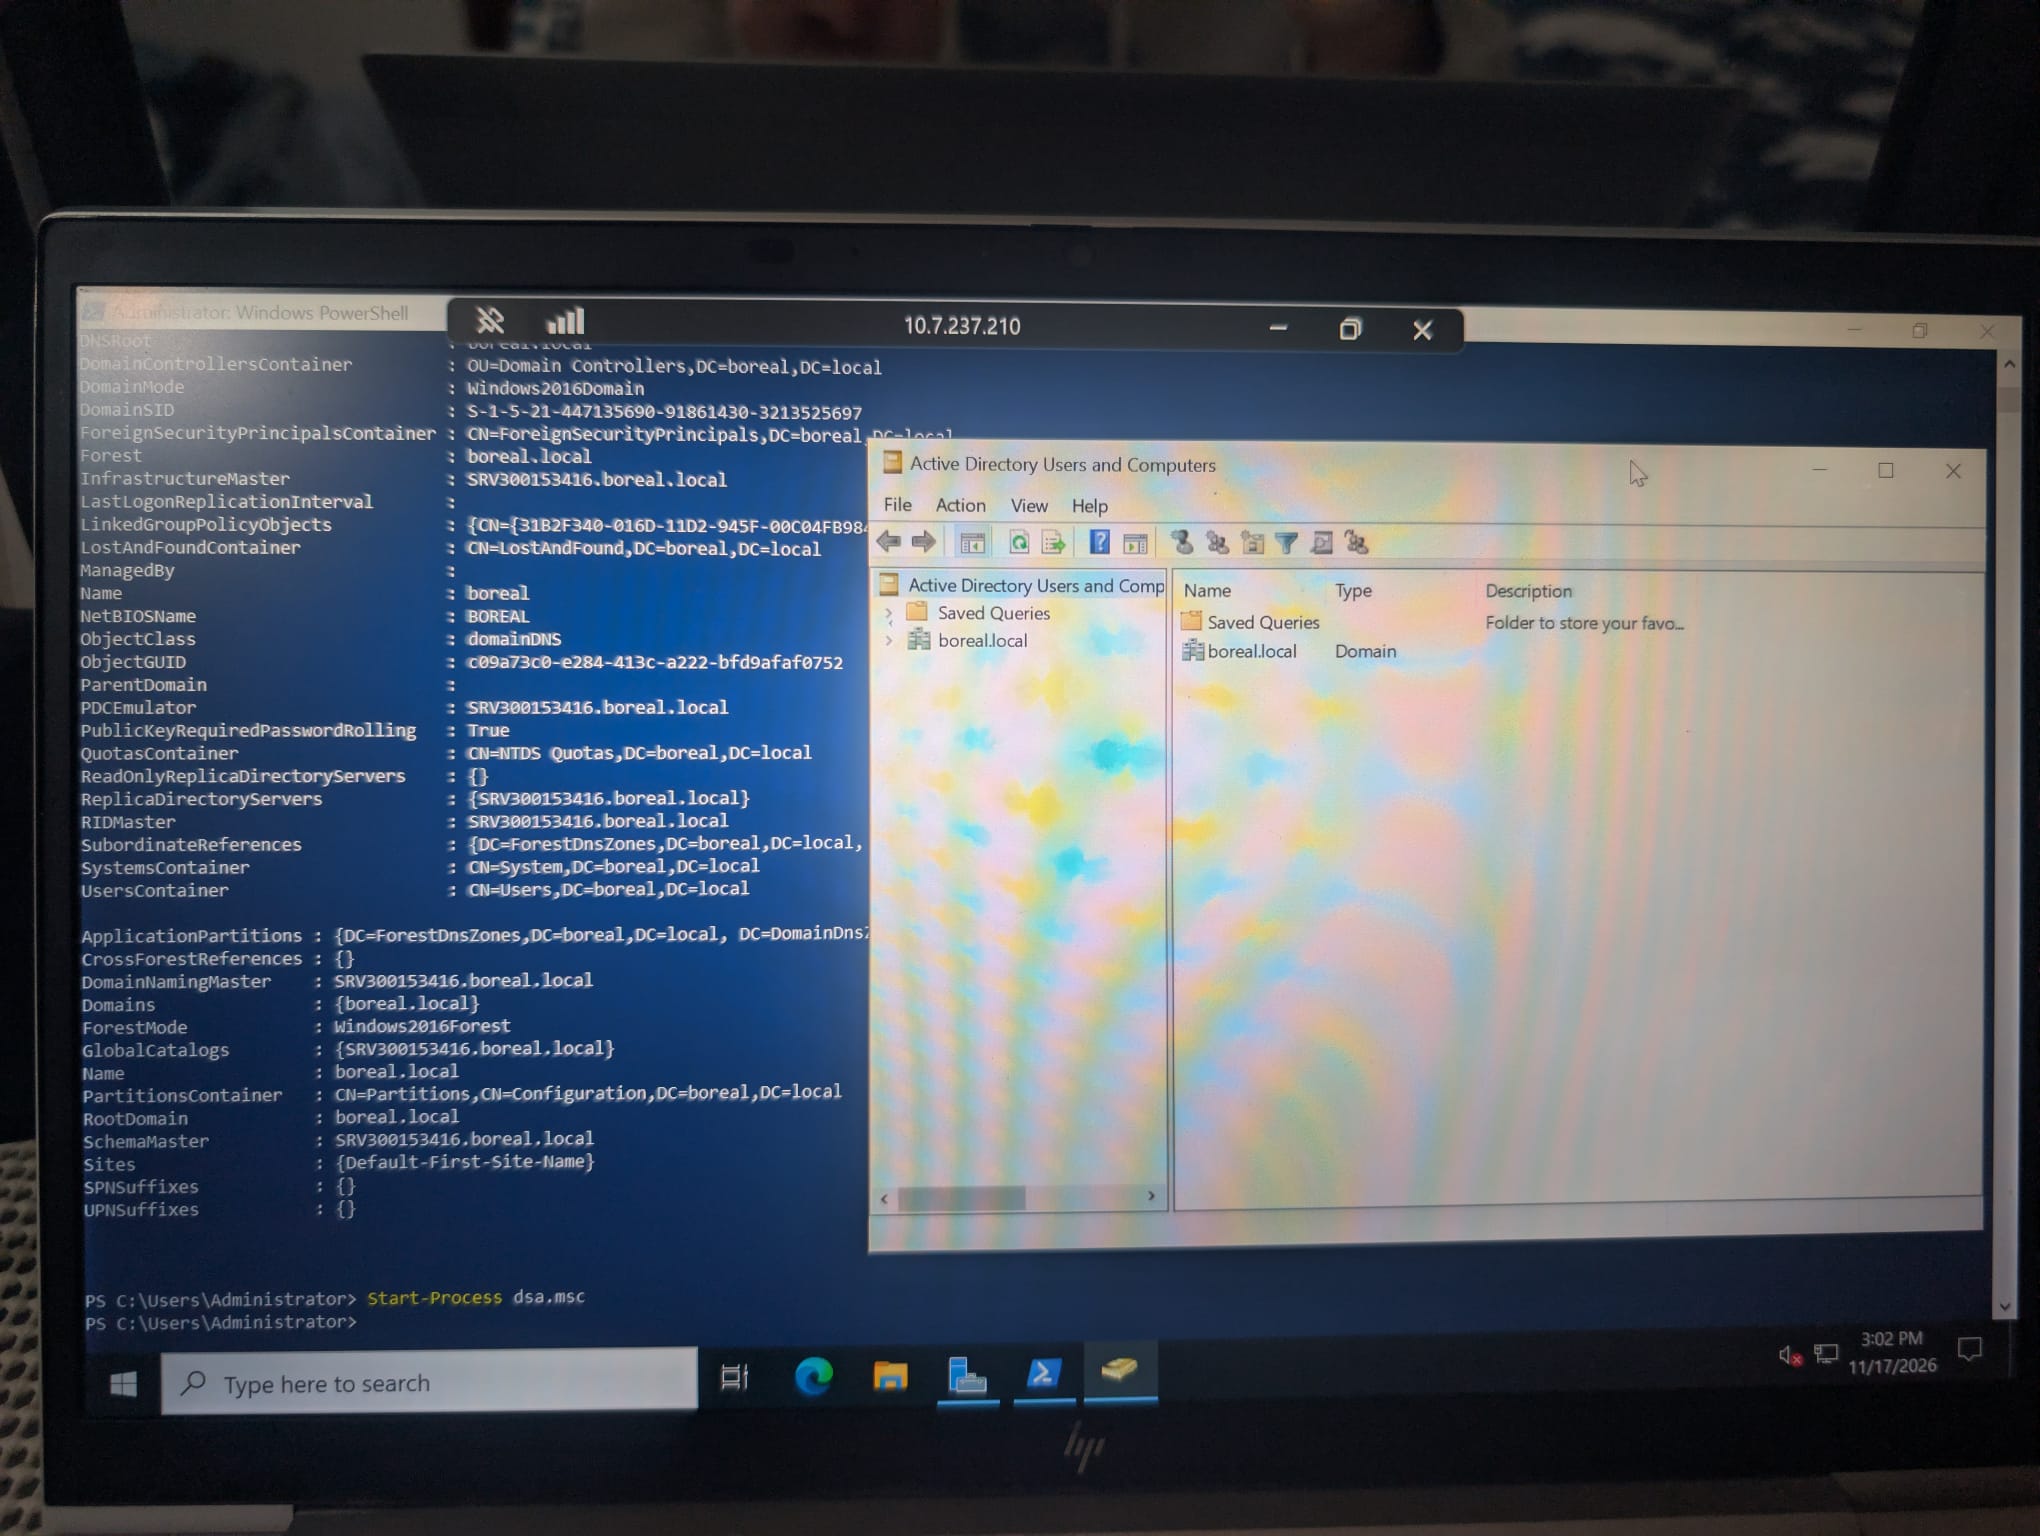 Administrator: Windows PowerShell
10.7.237.210
DNSRoot : boreal.local
DomainControllersContainer : OU=Domain Controllers,DC=boreal,DC=local
DomainMode : Windows2016Domain
DomainSID : S-1-5-21-447135690-91861430-3213525697
ForeignSecurityPrincipalsContainer : CN=ForeignSecurityPrincipals,DC=boreal,DC=local
Forest : boreal.local
InfrastructureMaster : SRV300153416.boreal.local
LastLogonReplicationInterval :
LinkedGroupPolicyObjects : {CN={31B2F340-016D-11D2-945F-00C04FB984
LostAndFoundContainer : CN=LostAndFound,DC=boreal,DC=local
ManagedBy :
Name : boreal
NetBIOSName : BOREAL
ObjectClass : domainDNS
ObjectGUID : c09a73c0-e284-413c-a222-bfd9afaf0752
ParentDomain :
PDCEmulator : SRV300153416.boreal.local
PublicKeyRequiredPasswordRolling : True
QuotasContainer : CN=NTDS Quotas,DC=boreal,DC=local
ReadOnlyReplicaDirectoryServers : {}
ReplicaDirectoryServers : {SRV300153416.boreal.local}
RIDMaster : SRV300153416.boreal.local
SubordinateReferences : {DC=ForestDnsZones,DC=boreal,DC=local,
SystemsContainer : CN=System,DC=boreal,DC=local
UsersContainer : CN=Users,DC=boreal,DC=local
ApplicationPartitions : {DC=ForestDnsZones,DC=boreal,DC=local, DC=DomainDnsZ
CrossForestReferences : {}
DomainNamingMaster : SRV300153416.boreal.local
Domains : {boreal.local}
ForestMode : Windows2016Forest
GlobalCatalogs : {SRV300153416.boreal.local}
Name : boreal.local
PartitionsContainer : CN=Partitions,CN=Configuration,DC=boreal,DC=local
RootDomain : boreal.local
SchemaMaster : SRV300153416.boreal.local
Sites : {Default-First-Site-Name}
SPNSuffixes : {}
UPNSuffixes : {}
PS C:\Users\Administrator> Start-Process dsa.msc
PS C:\Users\Administrator>
Active Directory Users and Computers
File Action View Help
Active Directory Users and Comp
Saved Queries
boreal.local
Name Type Description
Saved Queries Folder to store your favo...
boreal.local Domain
Type here to search
3:02 PM
11/17/2026
hp